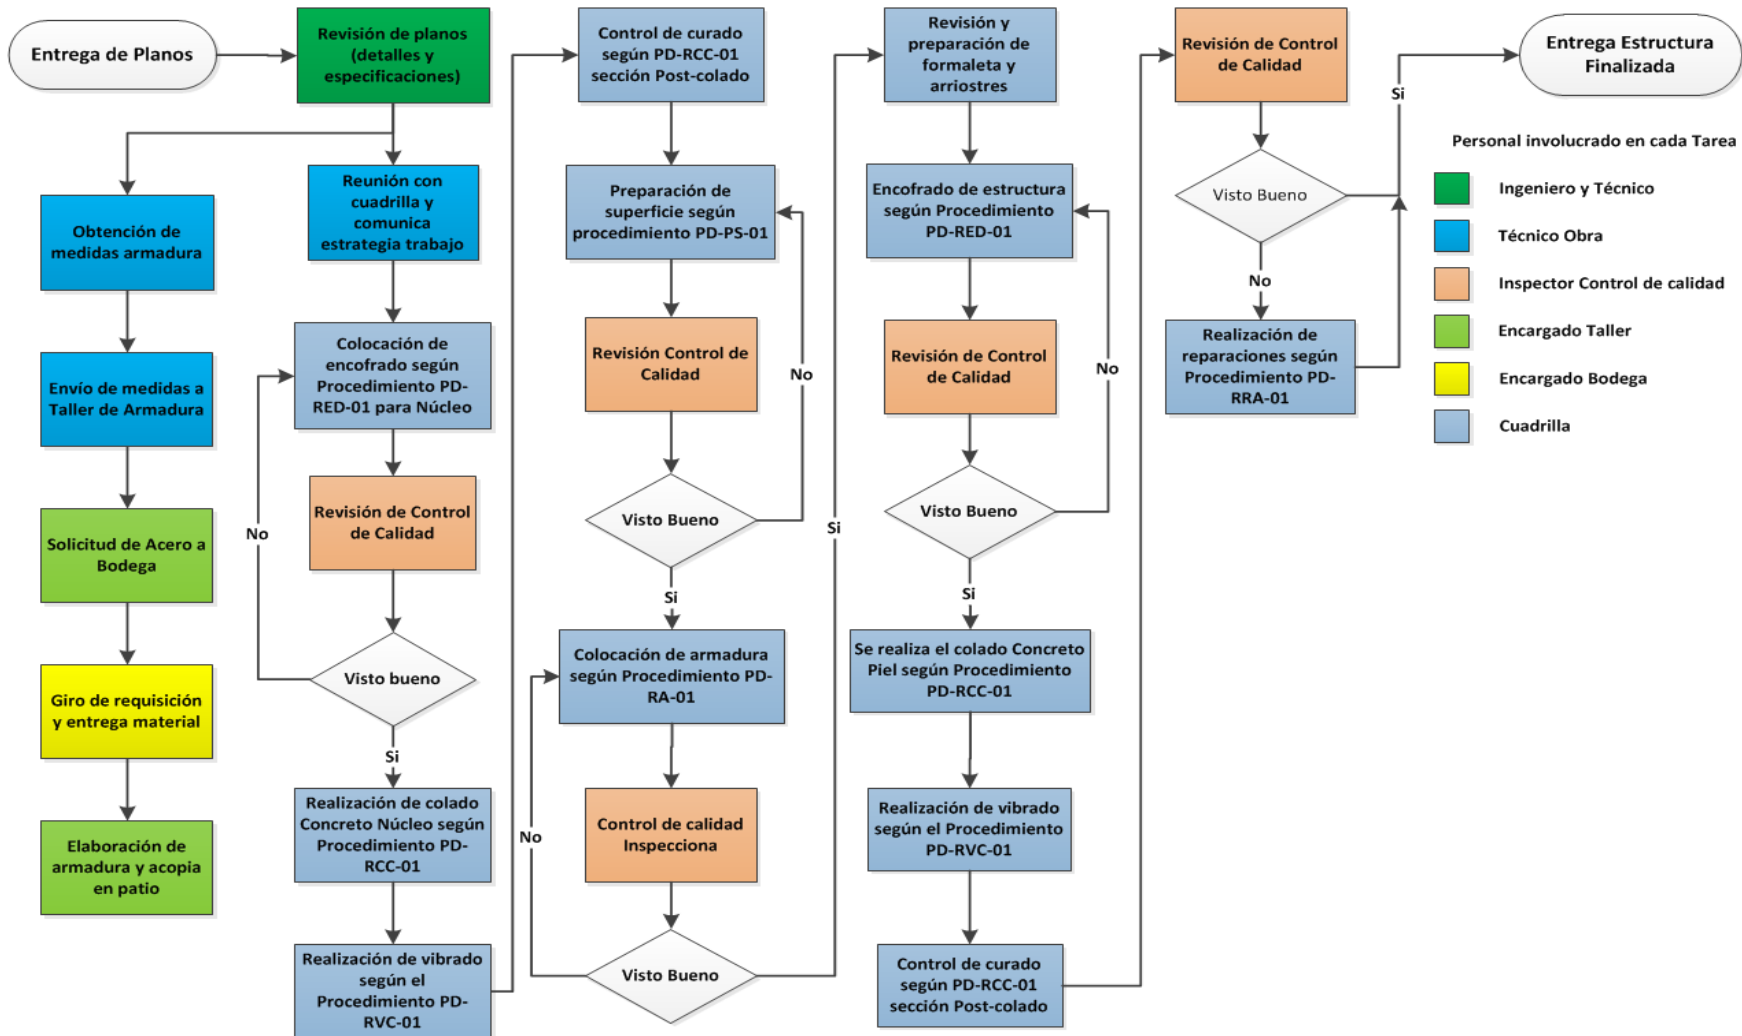 Entrega de Planos
Revisión de planos
(detalles y
especificaciones)
Obtención de
medidas armadura
Envío de medidas a
Taller de Armadura
Solicitud de Acero a
Bodega
Giro de requisición
y entrega material
Elaboración de
armadura y acopia
en patio
Reunión con
cuadrilla y
comunica
estrategia trabajo
Colocación de
encofrado según
Procedimiento PD-
RED-01 para Núcleo
Revisión de Control
de Calidad
No
Visto bueno
Si
Realización de colado
Concreto Núcleo según
Procedimiento PD-
RCC-01
Realización de vibrado
según el
Procedimiento PD-
RVC-01
Control de curado
según PD-RCC-01
sección Post-colado
Preparación de
superficie según
procedimiento PD-PS-01
Revisión Control de
Calidad
No
Visto Bueno
Si
Colocación de armadura
según Procedimiento PD-
RA-01
No
Control de calidad
Inspecciona
Visto Bueno
Si
Revisión y
preparación de
formaleta y
arriostres
Encofrado de estructura
según Procedimiento
PD-RED-01
Revisión de Control
de Calidad
No
Visto Bueno
Si
Se realiza el colado Concreto
Piel según Procedimiento
PD-RCC-01
Realización de vibrado
según el Procedimiento
PD-RVC-01
Control de curado
según PD-RCC-01
sección Post-colado
Revisión de Control
de Calidad
Si
Visto Bueno
No
Realización de
reparaciones según
Procedimiento PD-
RRA-01
Entrega Estructura
Finalizada
Personal involucrado en cada Tarea
Ingeniero y Técnico
Técnico Obra
Inspector Control de calidad
Encargado Taller
Encargado Bodega
Cuadrilla